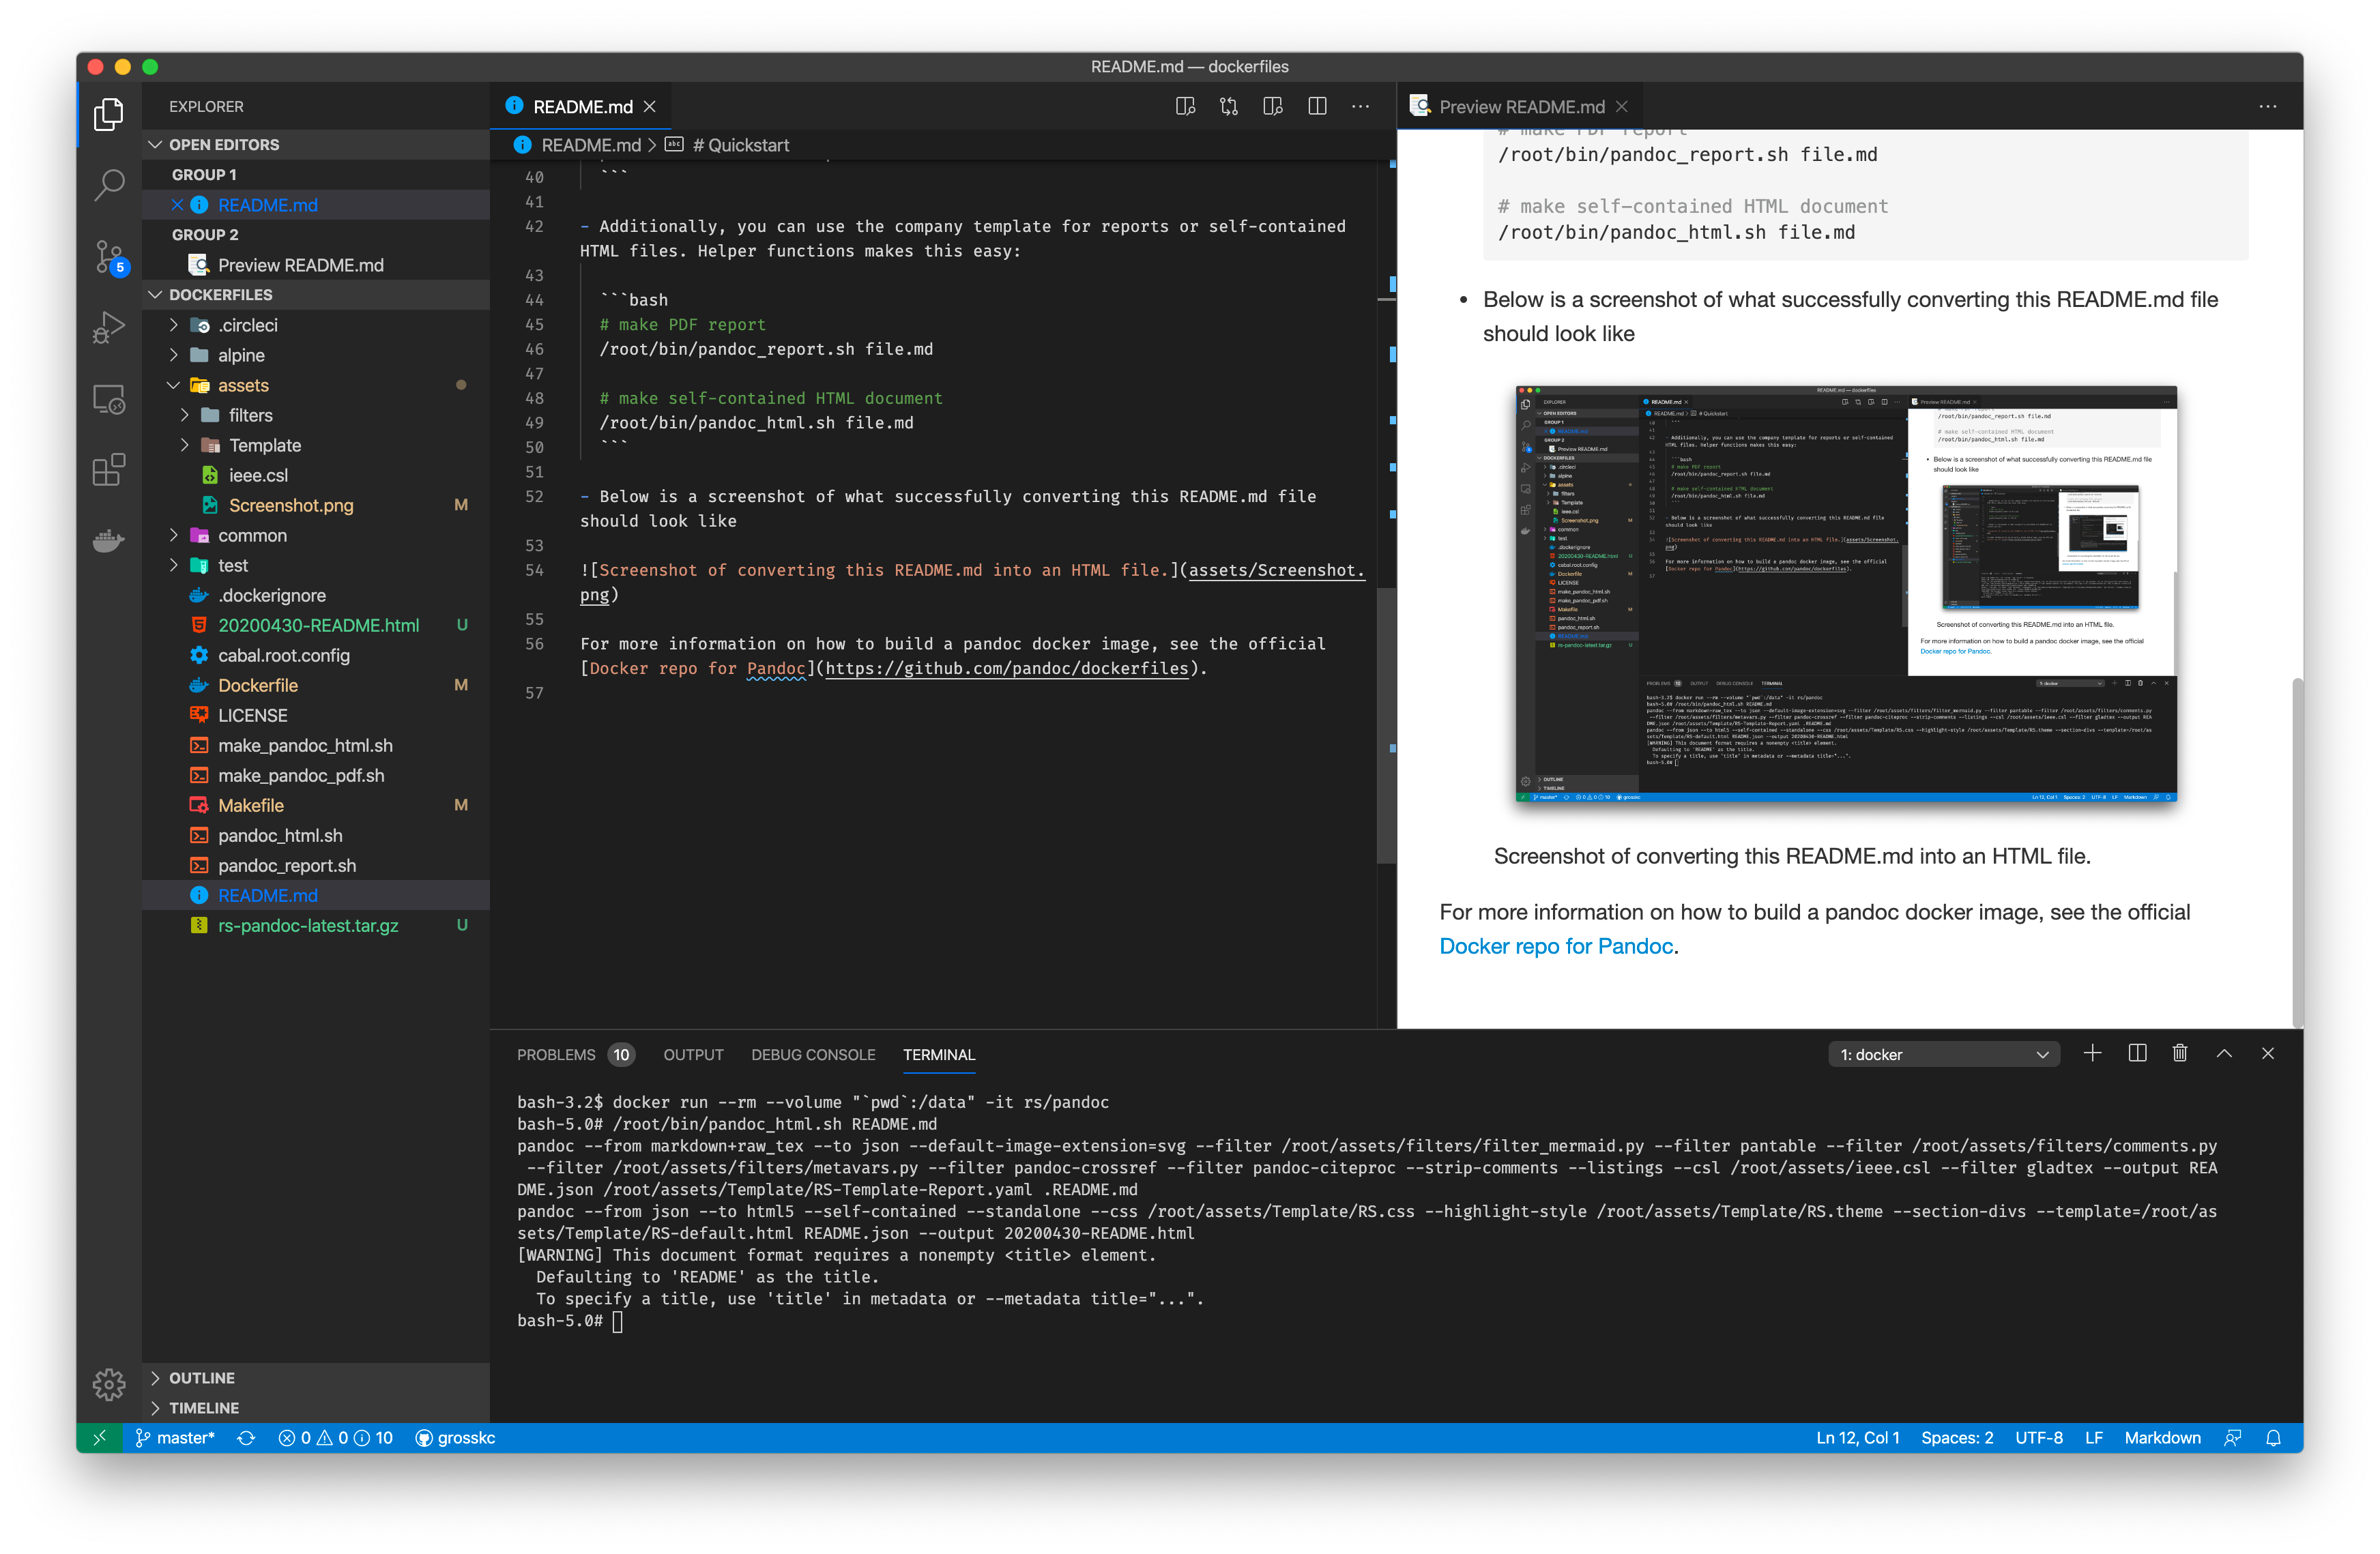 README.md — dockerfiles
EXPLORER
OPEN EDITORS
GROUP 1
README.md
GROUP 2
Preview README.md
DOCKERFILES
.circleci
alpine
assets
filters
Template
ieee.csl
Screenshot.png M
common
test
.dockerignore
20200430-README.html U
cabal.root.config
Dockerfile M
LICENSE
make_pandoc_html.sh
make_pandoc_pdf.sh
Makefile M
pandoc_html.sh
pandoc_report.sh
README.md
rs-pandoc-latest.tar.gz U
OUTLINE
TIMELINE
5
README.md
README.md > # Quickstart
40 ```
41
42 - Additionally, you can use the company template for reports or self-contained
HTML files. Helper functions makes this easy:
43
44 ```bash
45 # make PDF report
46 /root/bin/pandoc_report.sh file.md
47
48 # make self-contained HTML document
49 /root/bin/pandoc_html.sh file.md
50 ```
51
52 - Below is a screenshot of what successfully converting this README.md file
should look like
53
54 ![Screenshot of converting this README.md into an HTML file.](assets/Screenshot.
png)
55
56 For more information on how to build a pandoc docker image, see the official
[Docker repo for Pandoc](https://github.com/pandoc/dockerfiles).
57
Preview README.md
# make PDF report
/root/bin/pandoc_report.sh file.md
# make self-contained HTML document
/root/bin/pandoc_html.sh file.md
• Below is a screenshot of what successfully converting this README.md file
should look like
Screenshot of converting this README.md into an HTML file.
For more information on how to build a pandoc docker image, see the official
Docker repo for Pandoc.
PROBLEMS 10 OUTPUT DEBUG CONSOLE TERMINAL
1: docker
bash-3.2$ docker run --rm --volume "`pwd`:/data" -it rs/pandoc
bash-5.0# /root/bin/pandoc_html.sh README.md
pandoc --from markdown+raw_tex --to json --default-image-extension=svg --filter /root/assets/filters/filter_mermaid.py --filter pantable --filter /root/assets/filters/comments.py
--filter /root/assets/filters/metavars.py --filter pandoc-crossref --filter pandoc-citeproc --strip-comments --listings --csl /root/assets/ieee.csl --filter gladtex --output REA
DME.json /root/assets/Template/RS-Template-Report.yaml .README.md
pandoc --from json --to html5 --self-contained --standalone --css /root/assets/Template/RS.css --highlight-style /root/assets/Template/RS.theme --section-divs --template=/root/as
sets/Template/RS-default.html README.json --output 20200430-README.html
[WARNING] This document format requires a nonempty <title> element.
Defaulting to 'README' as the title.
To specify a title, use 'title' in metadata or --metadata title="...".
bash-5.0#
master* 0 0 10 grosskc
Ln 12, Col 1 Spaces: 2 UTF-8 LF Markdown